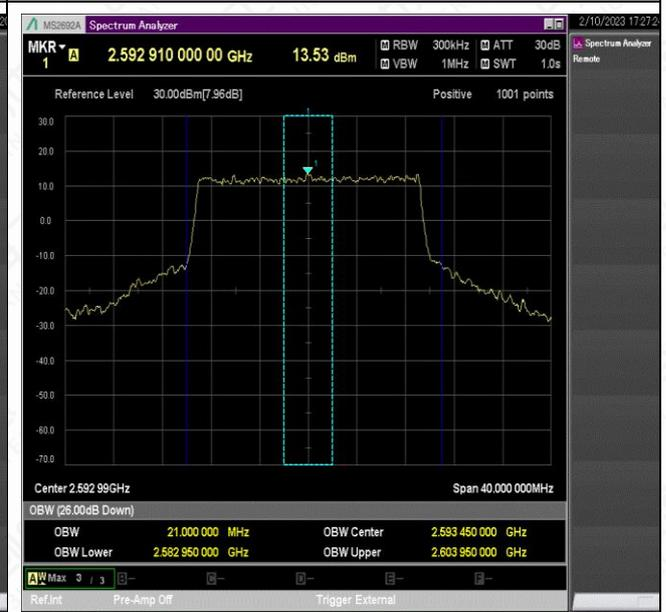 MS2692A Spectrum Analyzer 2/10/2023 17:27:2
MKR 1 A 2.592 910 000 00 GHz 13.53 dBm M RBW 300kHz M ATT 30dB
M VBW 1MHz M SWT 1.0s
Spectrum Analyzer
Remote
Reference Level 30.00dBm[7.96dB] Positive 1001 points
1
30.0
20.0
1
10.0
0.0
-10.0
-20.0
-30.0
-40.0
-50.0
-60.0
-70.0
Center 2.592 99GHz Span 40.000 000MHz
OBW (26.00dB Down)
OBW 21.000 000 MHz OBW Center 2.593 450 000 GHz
OBW Lower 2.582 950 000 GHz OBW Upper 2.603 950 000 GHz
A W Max 3 / 3 B- C- D- E- F-
Ref.Int Pre-Amp Off Trigger External